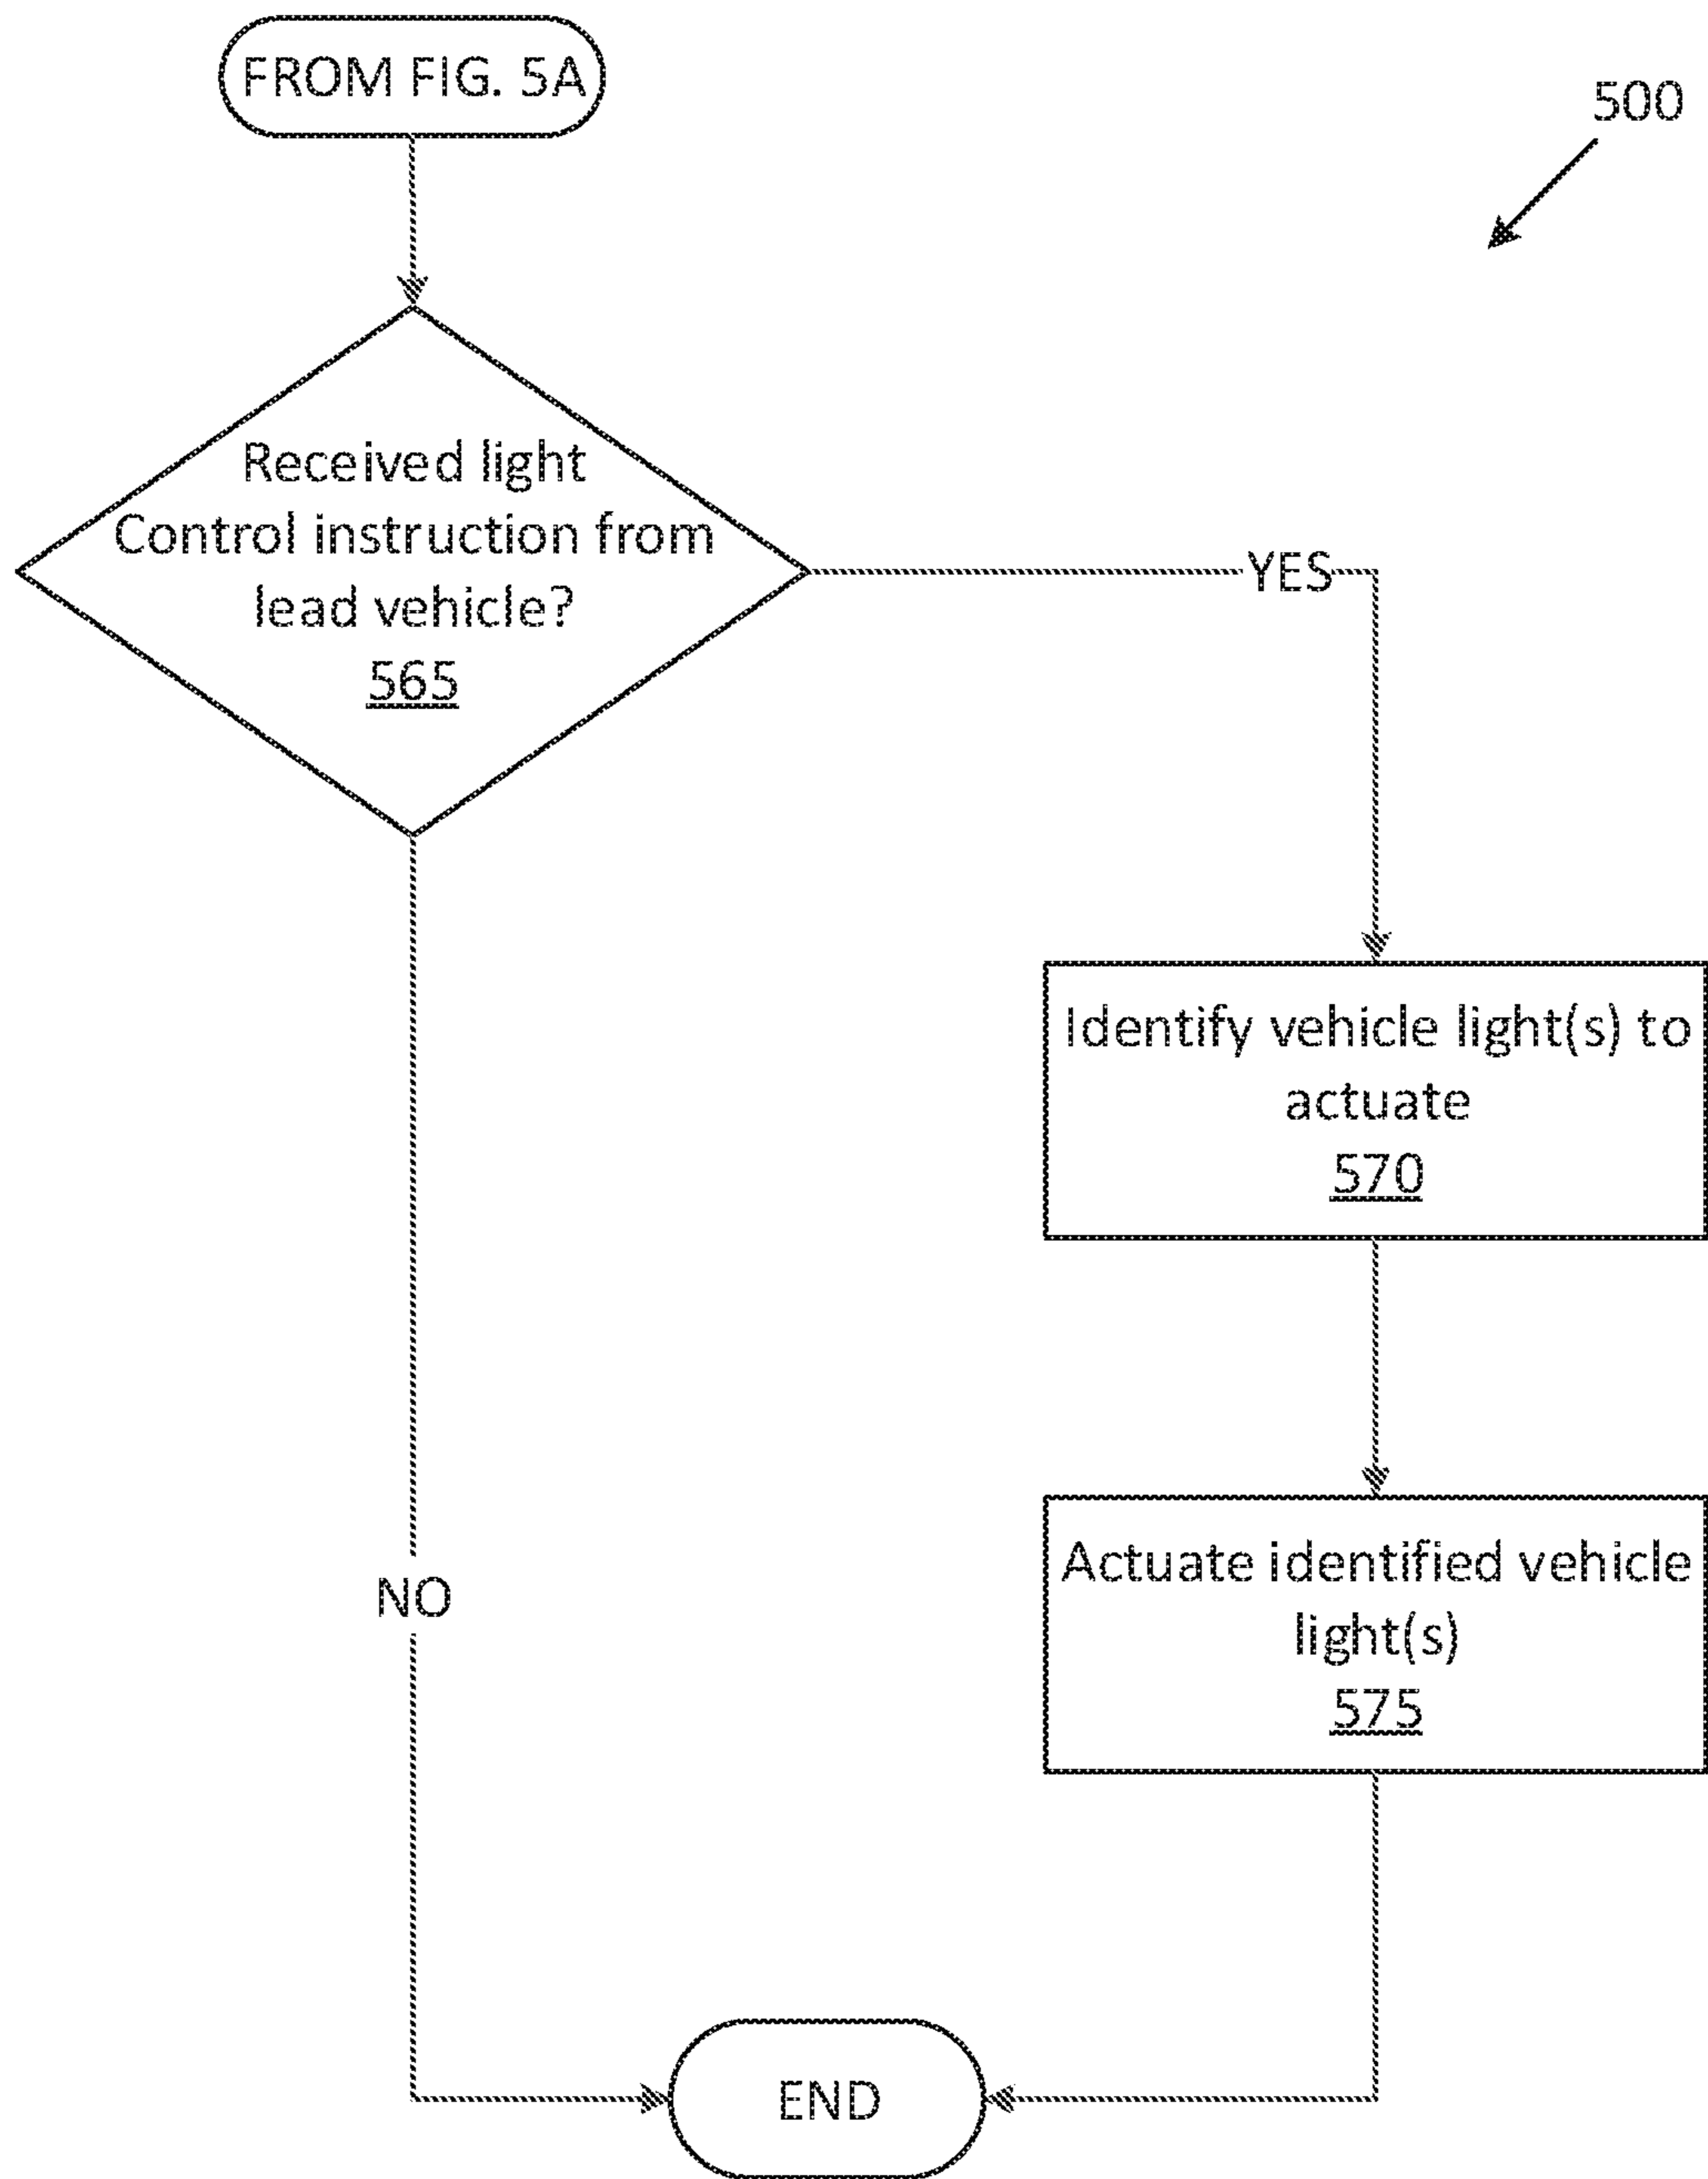 FROM FIG. 5A
500
Received light
Control instruction from
lead vehicle?
565
YES
Identify vehicle light(s) to
actuate
570
Actuate identified vehicle
light(s)
575
NO
END